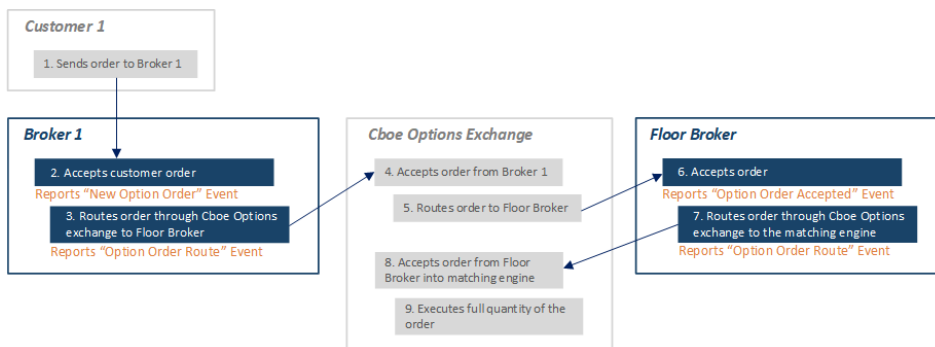 Customer 1
1. Sends order to Broker 1
Broker 1
2. Accepts customer order
Reports “New Option Order” Event
3. Routes order through Cboe Options
exchange to Floor Broker
Reports “Option Order Route” Event
Cboe Options Exchange
4. Accepts order from Broker 1
5. Routes order to Floor Broker
8. Accepts order from Floor
Broker into matching engine
9. Executes full quantity of the
order
Floor Broker
6. Accepts order
Reports “Option Order Accepted” Event
7. Routes order through Cboe Options
exchange to the matching engine
Reports “Option Order Route” Event